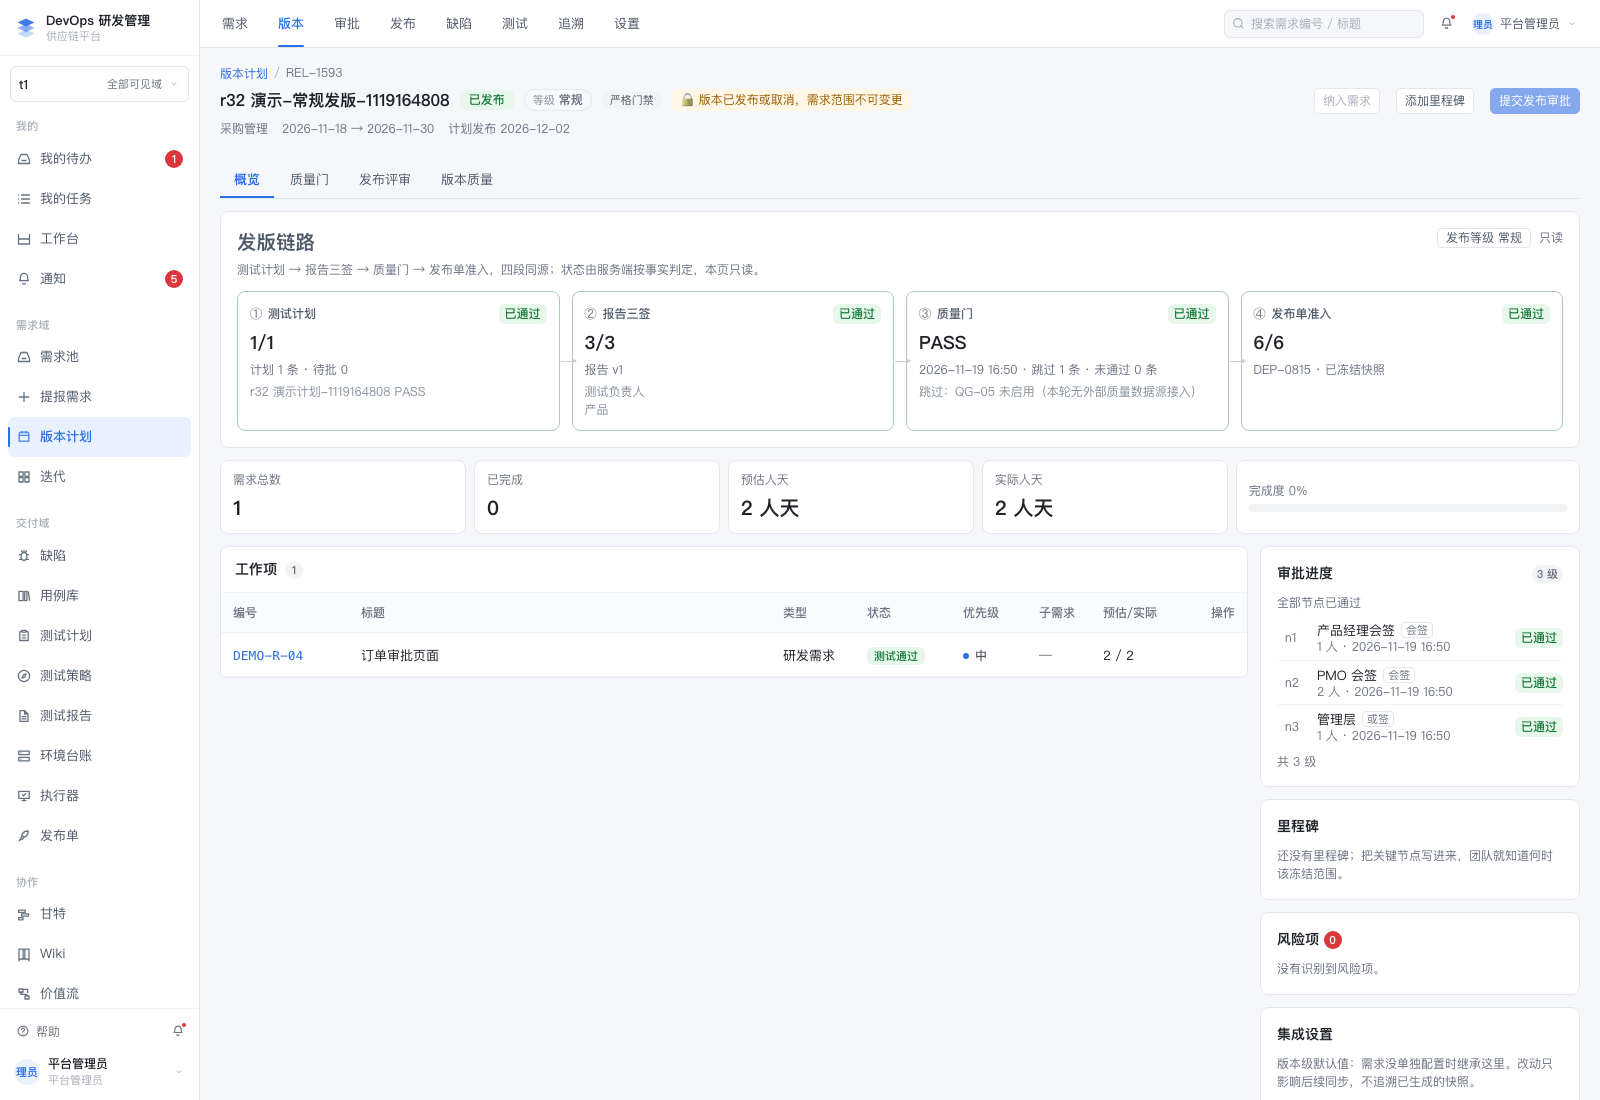 DevOps 研发管理
供应链平台
t1 全部可见域
我的
我的待办 1
我的任务
工作台
通知 5
需求域
需求池
提报需求
版本计划
迭代
交付域
缺陷
用例库
测试计划
测试策略
测试报告
环境台账
执行器
发布单
协作
甘特
Wiki
价值流
帮助
理员 平台管理员
平台管理员
需求 版本 审批 发布 缺陷 测试 追溯 设置
搜索需求编号 / 标题
理员 平台管理员
版本计划 / REL-1593
r32 演示-常规发版-1119164808 已发布 等级 常规 严格门禁 版本已发布或取消，需求范围不可变更
纳入需求 添加里程碑 提交发布审批
采购管理 2026-11-18 → 2026-11-30 计划发布 2026-12-02
概览 质量门 发布评审 版本质量
发版链路
发布等级 常规 只读
测试计划 → 报告三签 → 质量门 → 发布单准入，四段同源；状态由服务端按事实判定，本页只读。
① 测试计划 已通过
1/1
计划 1 条 · 待批 0
r32 演示计划-1119164808 PASS
② 报告三签 已通过
3/3
报告 v1
测试负责人
产品
③ 质量门 已通过
PASS
2026-11-19 16:50 · 跳过 1 条 · 未通过 0 条
跳过：QG-05 未启用（本轮无外部质量数据源接入）
④ 发布单准入 已通过
6/6
DEP-0815 · 已冻结快照
需求总数
1
已完成
0
预估人天
2 人天
实际人天
2 人天
完成度 0%
工作项 1
编号 标题 类型 状态 优先级 子需求 预估/实际 操作
DEMO-R-04 订单审批页面 研发需求 测试通过 中 — 2 / 2
审批进度 3 级
全部节点已通过
n1 产品经理会签 会签 已通过
1 人 · 2026-11-19 16:50
n2 PMO 会签 会签 已通过
2 人 · 2026-11-19 16:50
n3 管理层 或签 已通过
1 人 · 2026-11-19 16:50
共 3 级
里程碑
还没有里程碑；把关键节点写进来，团队就知道何时
该冻结范围。
风险项 0
没有识别到风险项。
集成设置
版本级默认值：需求没单独配置时继承这里。改动只
影响后续同步，不追溯已生成的快照。